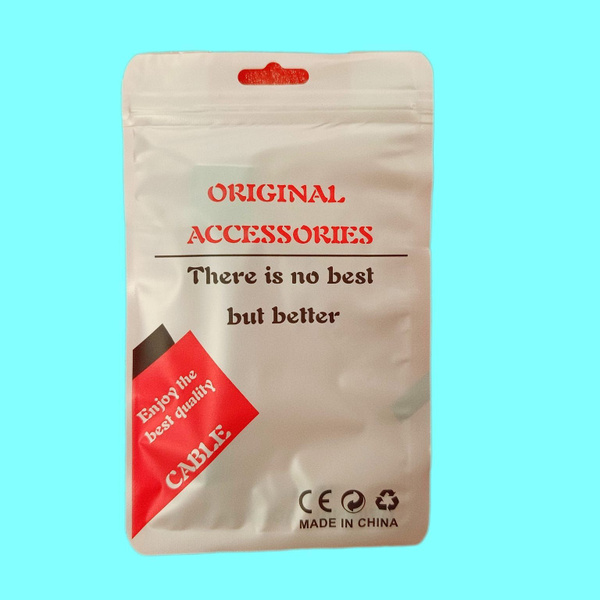 ORIGINAL
ACCESSORIES
There is no best
but better
Enjoy the
best quality
CABLE
CE
MADE IN CHINA